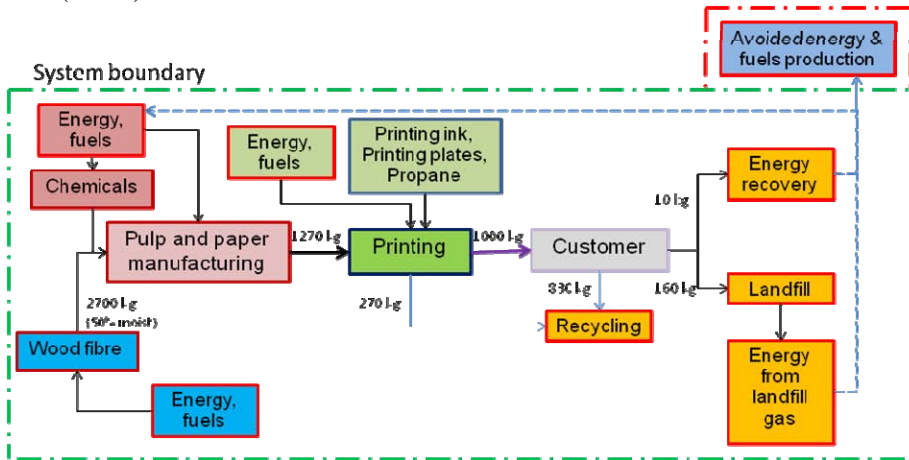 Avoided energy &
fuels production
System boundary
Energy,
fuels
Chemicals
Energy,
fuels
Printing ink,
Printing plates,
Propane
Energy
recovery
10 kg
Pulp and paper
manufacturing
1270 kg
Printing
1000 kg
Customer
2700 kg
270 kg
830 kg
160 kg
Landfill
Recycling
Wood fibre
Energy,
fuels
Energy
from
landfill
gas